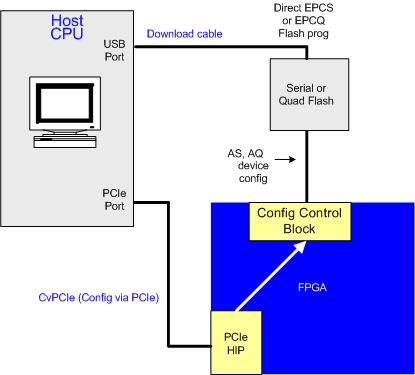 Host
CPU
USB
Port
Download cable
Direct EPCS
or EPCQ
Flash prog
Serial or
Quad Flash
AS, AQ
device
config
PCIe
Port
Config Control
Block
FPGA
CvPCIe (Config via PCIe)
PCIe
HIP